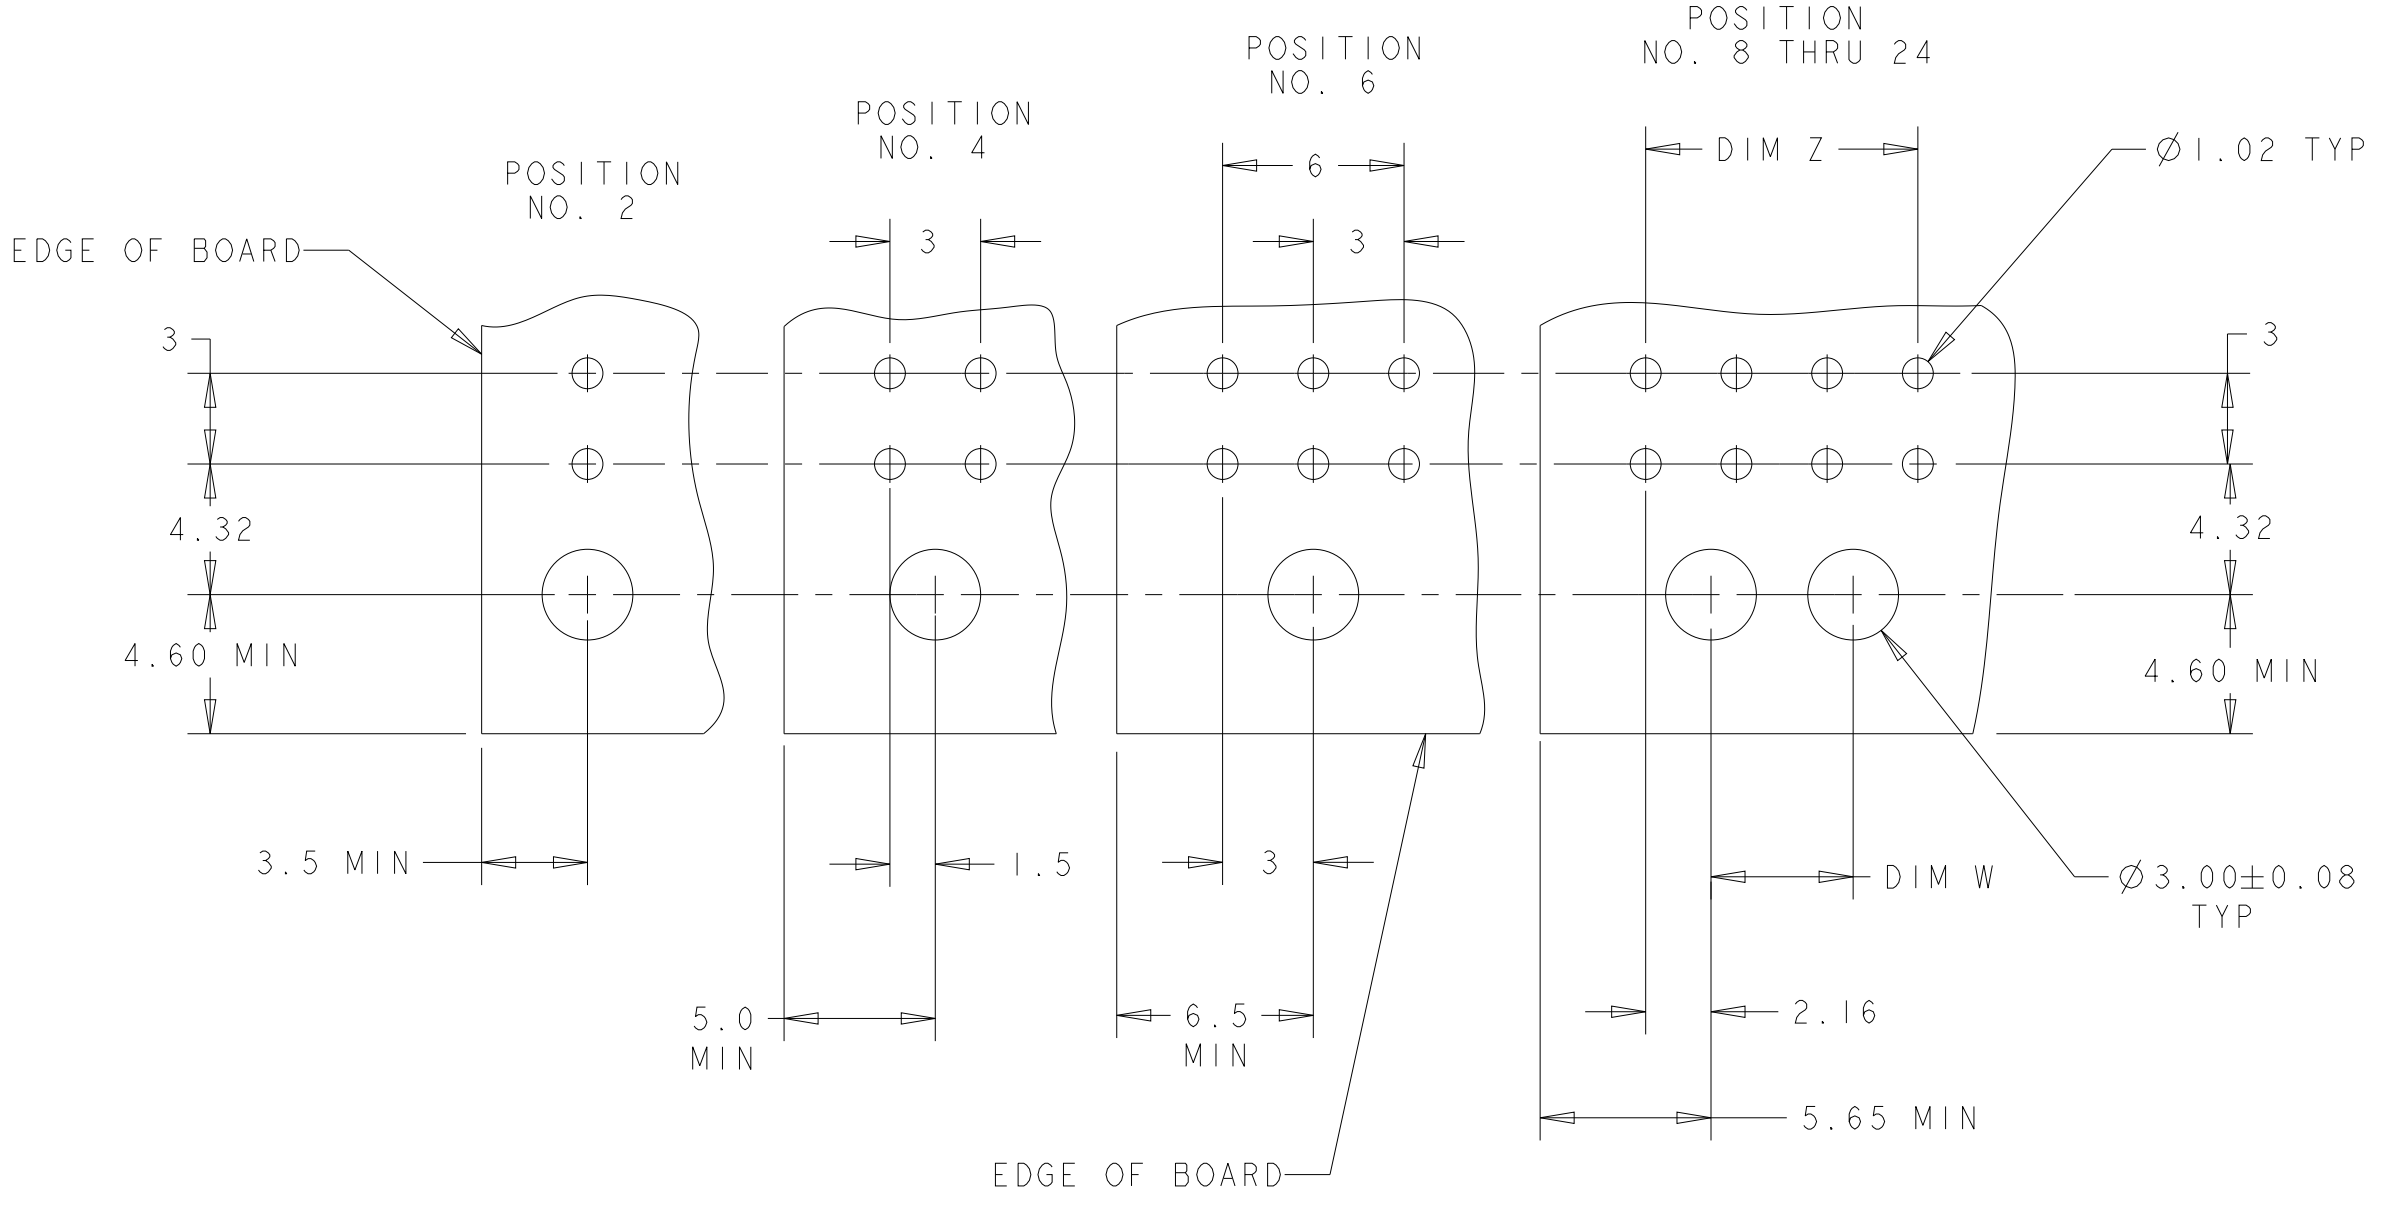 POSITION
NO. 8 THRU 24
POSITION
NO. 6
POSITION
NO. 4
POSITION
NO. 2
DIM Z
Ø1.02 TYP
6
3
3
EDGE OF BOARD
3
3
4.32
4.32
4.60 MIN
4.60 MIN
3.5 MIN
1.5
3
DIM W
Ø3.00±0.08
TYP
5.0
MIN
6.5
MIN
2.16
5.65 MIN
EDGE OF BOARD